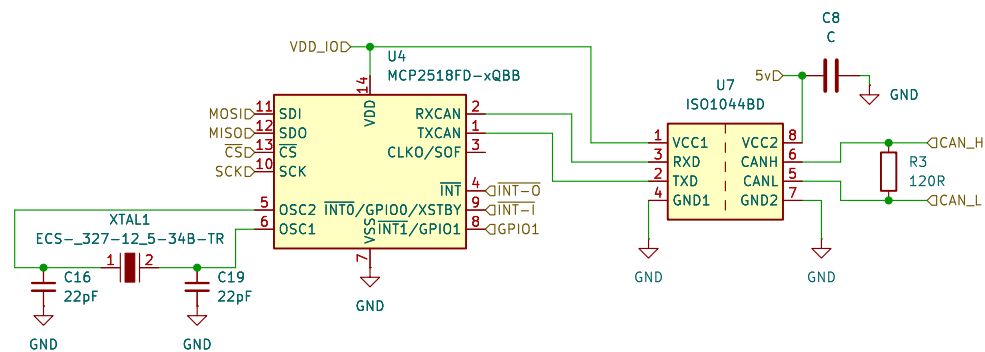 C8
C
VDD_IO
U4
MCP2518FD-xQBB
5v
U7
ISO1044BD
GND
14
VDD
MOSI
11
SDI
RXCAN
2
MISO
12
SDO
TXCAN
1
CS
13
CS
CLKO/SOF
3
SCK
10
SCK
INT
4
INT-0
5
OSC2
INT0/GPIO0/XSTBY
9
INT-I
6
OSC1
VSS
INT1/GPIO1
8
GPIO1
7
GND
1
VCC1
VCC2
8
3
RXD
CANH
6
2
TXD
CANL
5
4
GND1
GND2
7
CAN_H
R3
120R
CAN_L
GND
GND
XTAL1
ECS-_327-12_5-34B-TR
1
2
C16
22pF
C19
22pF
GND
GND